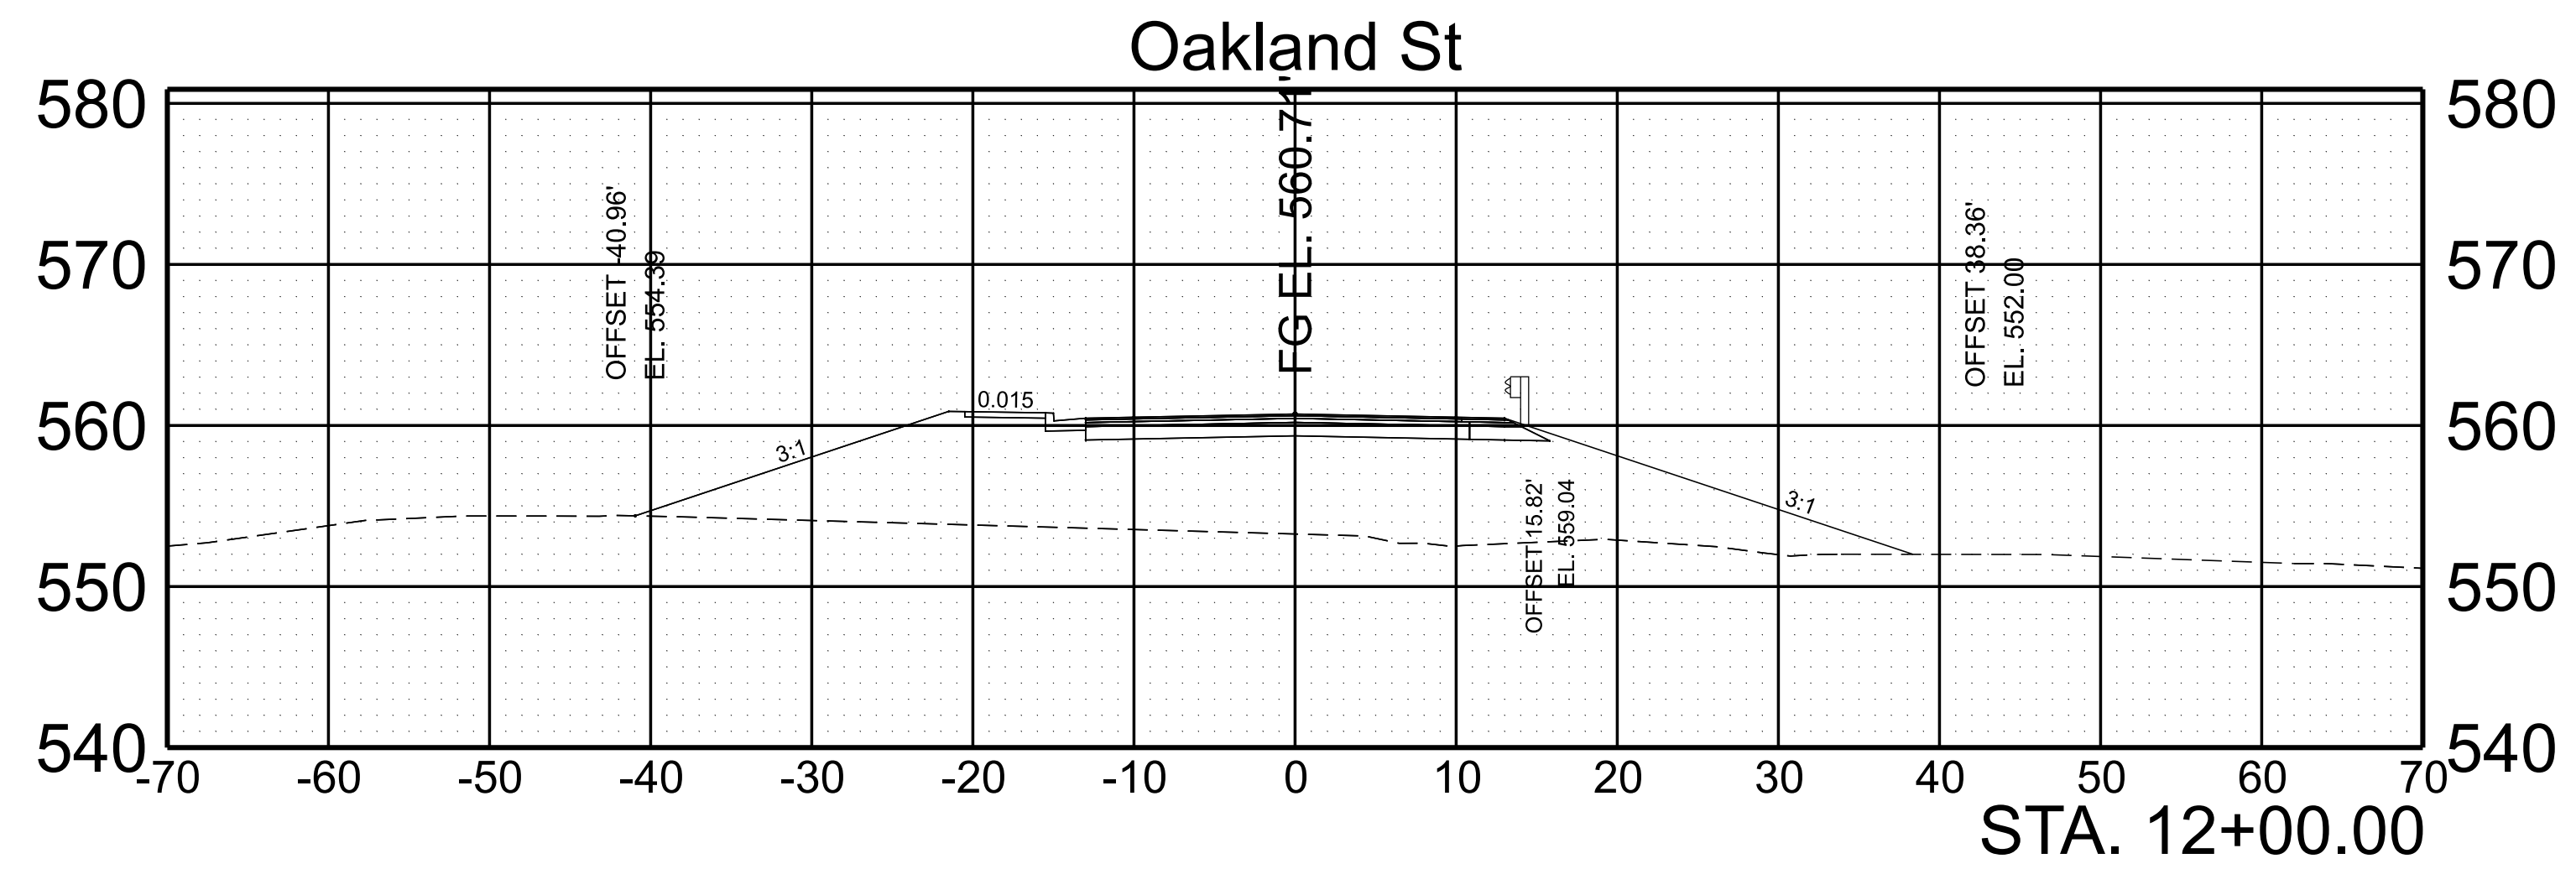 Oakland St
580
580
FG EL. 560.71'
OFFSET -40.96'
EL. 554.39
OFFSET 38.36'
EL. 552.00
570
570
0.015
560
560
3:1
3:1
OFFSET 15.82'
EL. 559.04
550
550
540
540
-70 -60 -50 -40 -30 -20 -10 0 10 20 30 40 50 60 70
STA. 12+00.00